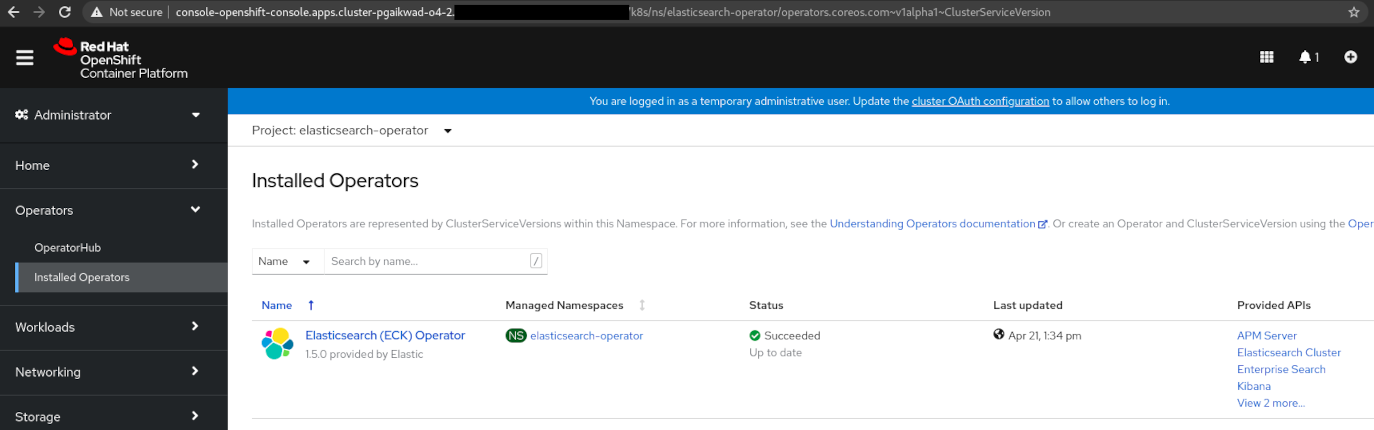 Not secure | console-openshift-console.apps.cluster-pgaikwad-o4-2. /k8s/ns/elasticsearch-operator/operators.coreos.com~v1alpha1~ClusterServiceVersion
Red Hat
OpenShift
Container Platform
1
You are logged in as a temporary administrative user. Update the cluster OAuth configuration to allow others to log in.
Administrator
Home
Operators
OperatorHub
Installed Operators
Workloads
Networking
Storage
Project: elasticsearch-operator
Installed Operators
Installed Operators are represented by ClusterServiceVersions within this Namespace. For more information, see the Understanding Operators documentation. Or create an Operator and ClusterServiceVersion using the Oper
Name Search by name... /
Name Managed Namespaces Status Last updated Provided APIs
Elasticsearch (ECK) Operator NS elasticsearch-operator Succeeded Apr 21, 1:34 pm APM Server
1.5.0 provided by Elastic Up to date Elasticsearch Cluster
Enterprise Search
Kibana
View 2 more...